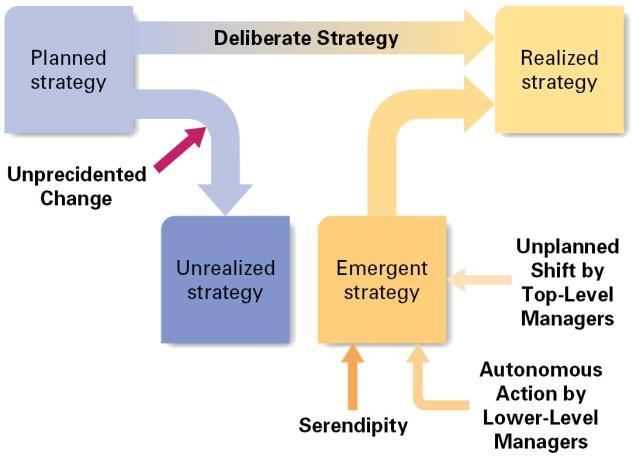 Planned
strategy
Deliberate Strategy
Realized
strategy
Unprecidented
Change
Unrealized
strategy
Emergent
strategy
Unplanned
Shift by
Top-Level
Managers
Serendipity
Autonomous
Action by
Lower-Level
Managers